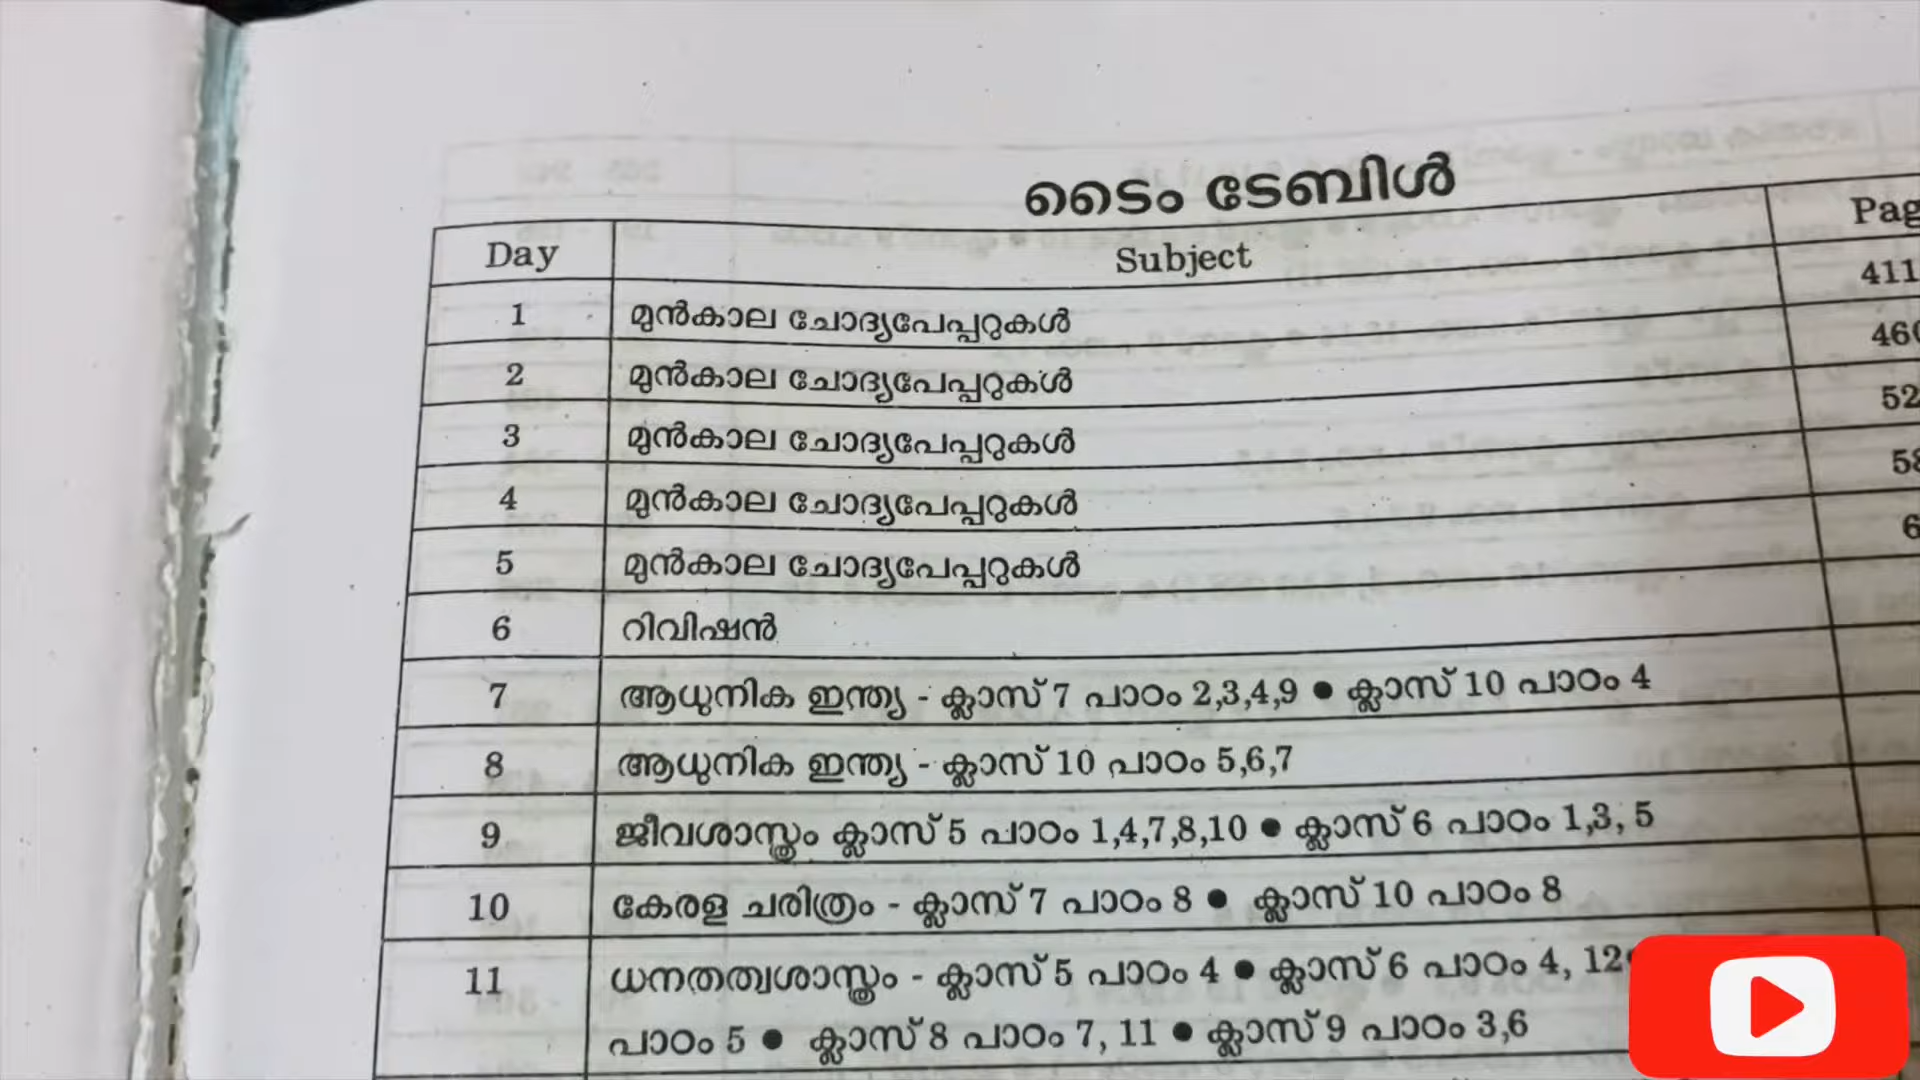 ടൈം ടേബിൾ
Day Subject
1 മുൻകാല ചോദ്യപേപ്പറുകൾ 411
2 മുൻകാല ചോദ്യപേപ്പറുകൾ
3 മുൻകാല ചോദ്യപേപ്പറുകൾ
4 മുൻകാല ചോദ്യപേപ്പറുകൾ
5 മുൻകാല ചോദ്യപേപ്പറുകൾ
6 റിവിഷൻ
7 ആധുനിക ഇന്ത്യ - ക്ലാസ് 7 പാഠം 2,3,4,9 ● ക്ലാസ് 10 പാഠം 4
8 ആധുനിക ഇന്ത്യ - ക്ലാസ് 10 പാഠം 5,6,7
9 ജീവശാസ്ത്രം ക്ലാസ് 5 പാഠം 1,4,7,8,10 ● ക്ലാസ് 6 പാഠം 1,3, 5
10 കേരള ചരിത്രം - ക്ലാസ് 7 പാഠം 8 ● ക്ലാസ് 10 പാഠം 8
11 ധനതത്വശാസ്ത്രം - ക്ലാസ് 5 പാഠം 4 ● ക്ലാസ് 6 പാഠം 4, 12
പാഠം 5 ● ക്ലാസ് 8 പാഠം 7, 11 ● ക്ലാസ് 9 പാഠം 3,6